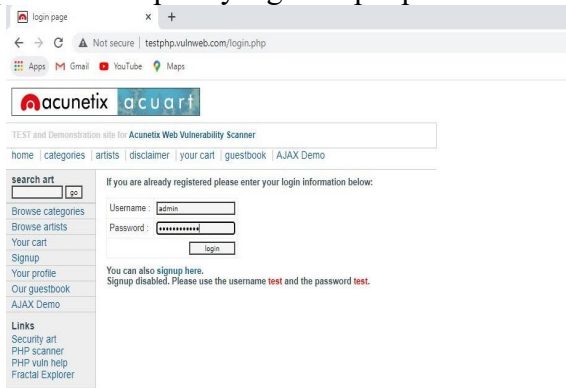 login page
Not secure | testphp.vulnweb.com/login.php
Apps Gmail YouTube Maps
acunetix acuart
TEST and Demonstration site for Acunetix Web Vulnerability Scanner
home | categories | artists | disclaimer | your cart | guestbook | AJAX Demo
search art
go
Browse categories
Browse artists
Your cart
Signup
Your profile
Our guestbook
AJAX Demo
Links
Security art
PHP scanner
PHP vuln help
Fractal Explorer
If you are already registered please enter your login information below:
Username : admin
Password : ••••••••••••
login
You can also signup here.
Signup disabled. Please use the username test and the password test.